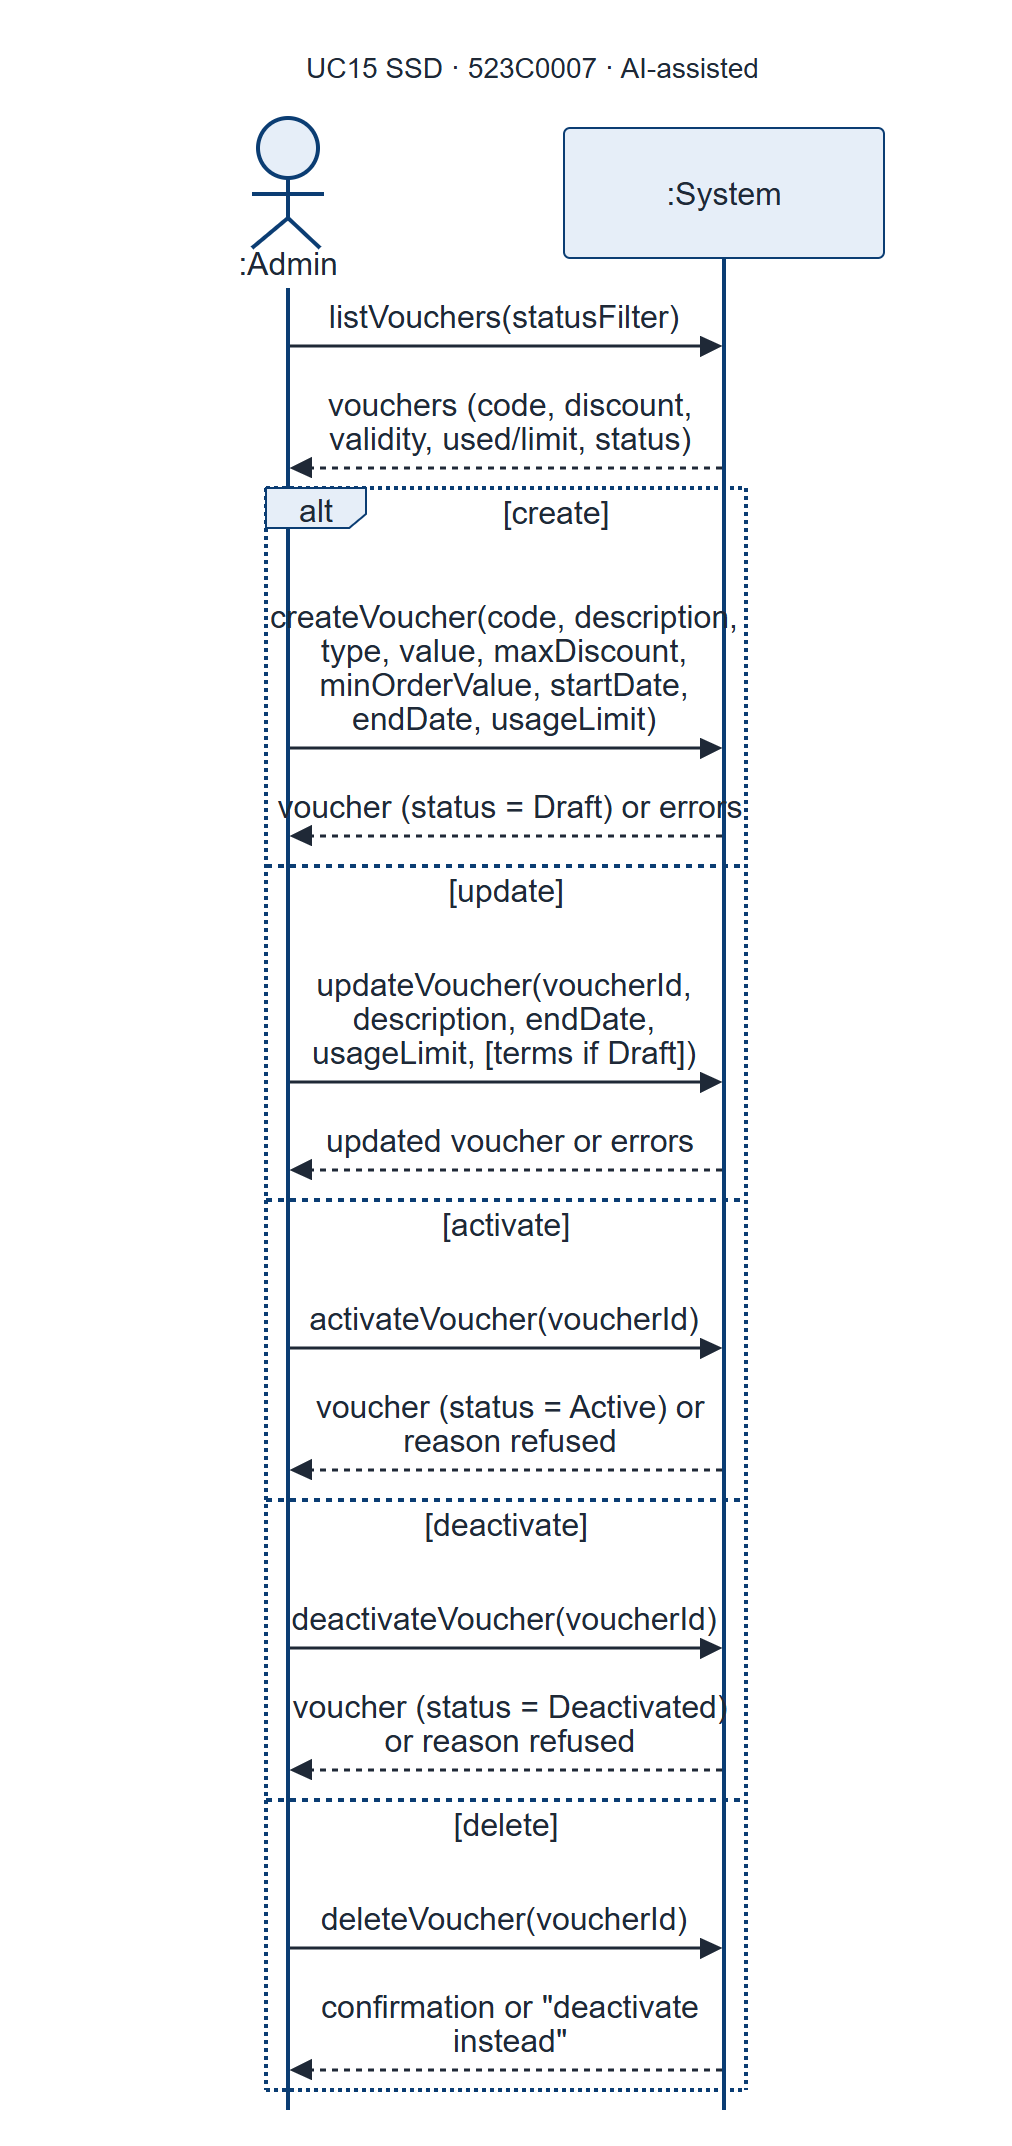 UC15 SSD · 523C0007 · AI-assisted
:System
:Admin
listVouchers(statusFilter)
vouchers (code, discount,
validity, used/limit, status)
alt
[create]
createVoucher(code, description,
type, value, maxDiscount,
minOrderValue, startDate,
endDate, usageLimit)
voucher (status = Draft) or errors
[update]
updateVoucher(voucherId,
description, endDate,
usageLimit, [terms if Draft])
updated voucher or errors
[activate]
activateVoucher(voucherId)
voucher (status = Active) or
reason refused
[deactivate]
deactivateVoucher(voucherId)
voucher (status = Deactivated)
or reason refused
[delete]
deleteVoucher(voucherId)
confirmation or "deactivate
instead"